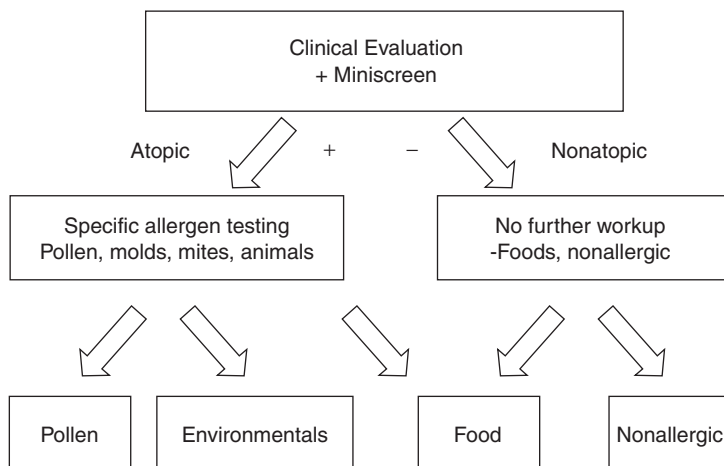 Clinical Evaluation
+ Miniscreen
Atopic + − Nonatopic
Specific allergen testing
Pollen, molds, mites, animals
No further workup
-Foods, nonallergic
Pollen
Environmentals
Food
Nonallergic